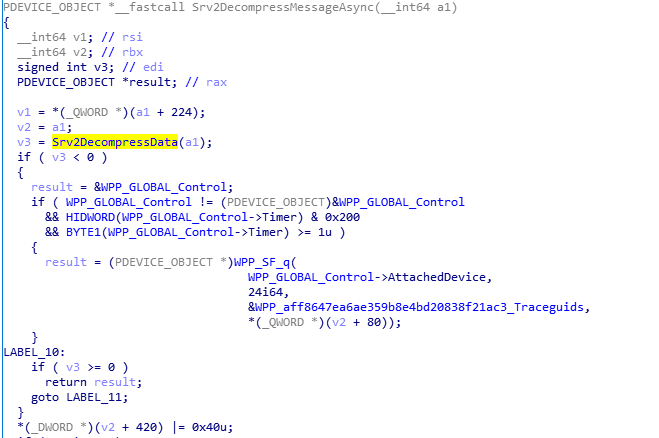 PDEVICE_OBJECT *__fastcall Srv2DecompressMessageAsync(__int64 a1)
{
__int64 v1; // rsi
__int64 v2; // rbx
signed int v3; // edi
PDEVICE_OBJECT *result; // rax
v1 = *(_QWORD *)(a1 + 224);
v2 = a1;
v3 = Srv2DecompressData(a1);
if ( v3 < 0 )
{
result = &WPP_GLOBAL_Control;
if ( WPP_GLOBAL_Control != (PDEVICE_OBJECT)&WPP_GLOBAL_Control
&& HIDWORD(WPP_GLOBAL_Control->Timer) & 0x200
&& BYTE1(WPP_GLOBAL_Control->Timer) >= 1u )
{
result = (PDEVICE_OBJECT *)WPP_SF_q(
WPP_GLOBAL_Control->AttachedDevice,
24i64,
&WPP_aff8647ea6ae359b8e4bd20838f21ac3_Traceguids,
*(_QWORD *)(v2 + 80));
}
LABEL_10:
if ( v3 >= 0 )
return result;
goto LABEL_11;
}
*(_DWORD *)(v2 + 420) |= 0x40u;